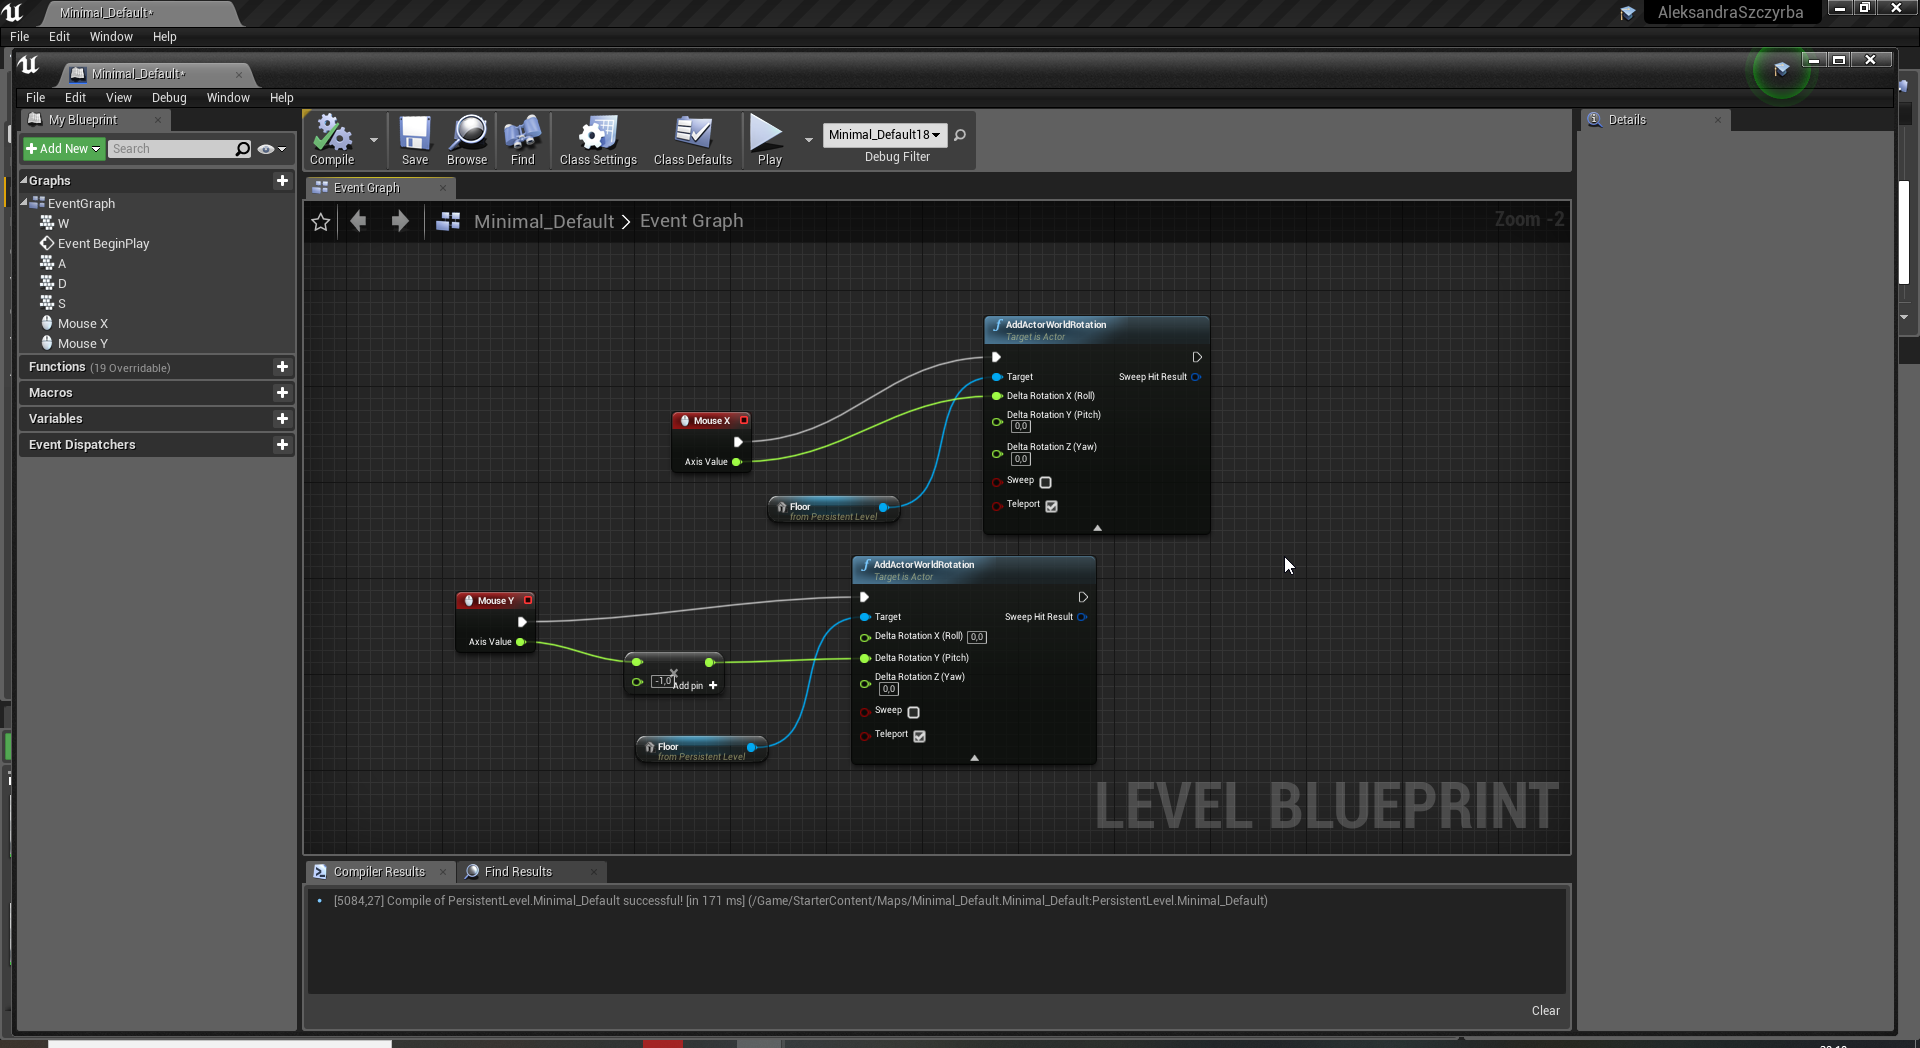 Minimal_Default*
AleksandraSzczyrba
File Edit Window Help
Minimal_Default*
File Edit View Debug Window Help
My Blueprint
Add New
Search
Graphs
EventGraph
W
Event BeginPlay
A
D
S
Mouse X
Mouse Y
Functions (19 Overridable)
Macros
Variables
Event Dispatchers
Compile
Save
Browse
Find
Class Settings
Class Defaults
Play
Minimal_Default18
Debug Filter
Event Graph
Minimal_Default > Event Graph
Zoom -2
AddActorWorldRotation
Target is Actor
Target
Sweep Hit Result
Delta Rotation X (Roll)
Delta Rotation Y (Pitch)
0,0
Delta Rotation Z (Yaw)
0,0
Sweep
Teleport
Mouse X
Axis Value
Floor
from Persistent Level
AddActorWorldRotation
Target is Actor
Target
Sweep Hit Result
Delta Rotation X (Roll) 0,0
Delta Rotation Y (Pitch)
Delta Rotation Z (Yaw)
0,0
Sweep
Teleport
Mouse Y
Axis Value
-1,0
Add pin
Floor
from Persistent Level
LEVEL BLUEPRINT
Compiler Results
Find Results
[5084,27] Compile of PersistentLevel.Minimal_Default successful! [in 171 ms] (/Game/StarterContent/Maps/Minimal_Default.Minimal_Default:PersistentLevel.Minimal_Default)
Clear
Details